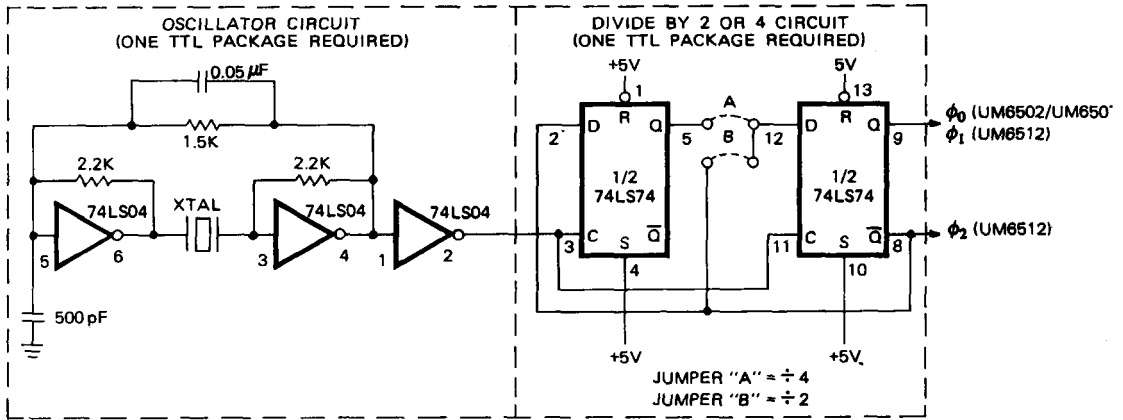 OSCILLATOR CIRCUIT
(ONE TTL PACKAGE REQUIRED)
0.05 µF
1.5K
2.2K
2.2K
XTAL
74LS04
74LS04
74LS04
5
6
3
4
1
2
500 pF
DIVIDE BY 2 OR 4 CIRCUIT
(ONE TTL PACKAGE REQUIRED)
+5V
5V
1
13
R
R
A
B
2
D
Q
5
12
D
Q
9
1/2
74LS74
1/2
74LS74
3
C
S
Q̅
11
C
S
Q̅
8
4
10
+5V
+5V
ϕ0 (UM6502/UM650
ϕ1 (UM6512)
ϕ2 (UM6512)
JUMPER "A" = ÷ 4
JUMPER "B" = ÷ 2